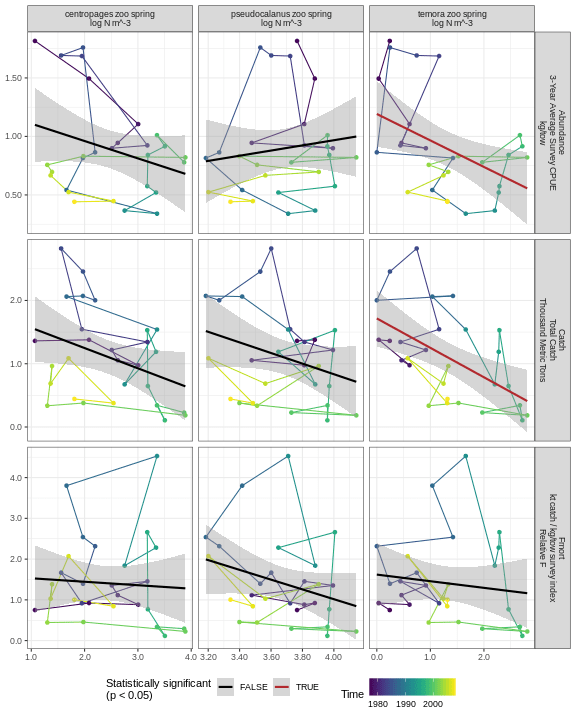 centropages zoo spring
log N m^-3
pseudocalanus zoo spring
log N m^-3
temora zoo spring
log N m^-3
1.50
1.00
0.50
Abundance
3-Year Average Survey CPUE
kg/tow
2.0
1.0
0.0
Catch
Total Catch
Thousand Metric Tons
4.0
3.0
2.0
1.0
0.0
Fmort
kt catch / kg/tow survey index
Relative F
1.0
2.0
3.0
4.0
3.20
3.40
3.60
3.80
4.00
0.0
1.0
2.0
Statistically significant
(p < 0.05)
FALSE
TRUE
Time
1980
1990
2000